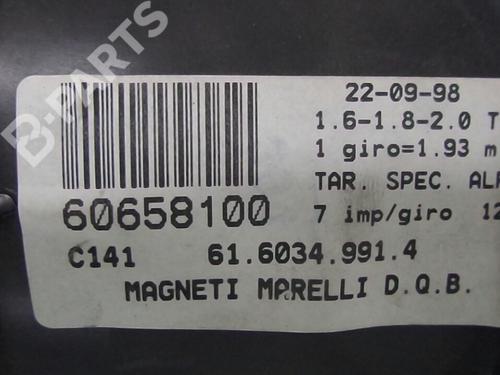 B-PARTS
22-09-98
1.6-1.8-2.0 T
1 giro=1.93 m
TAR. SPEC. ALF
60658100
7 imp/giro 12
C141 61.6034.991.4
MAGNETI MARELLI D.Q.B.